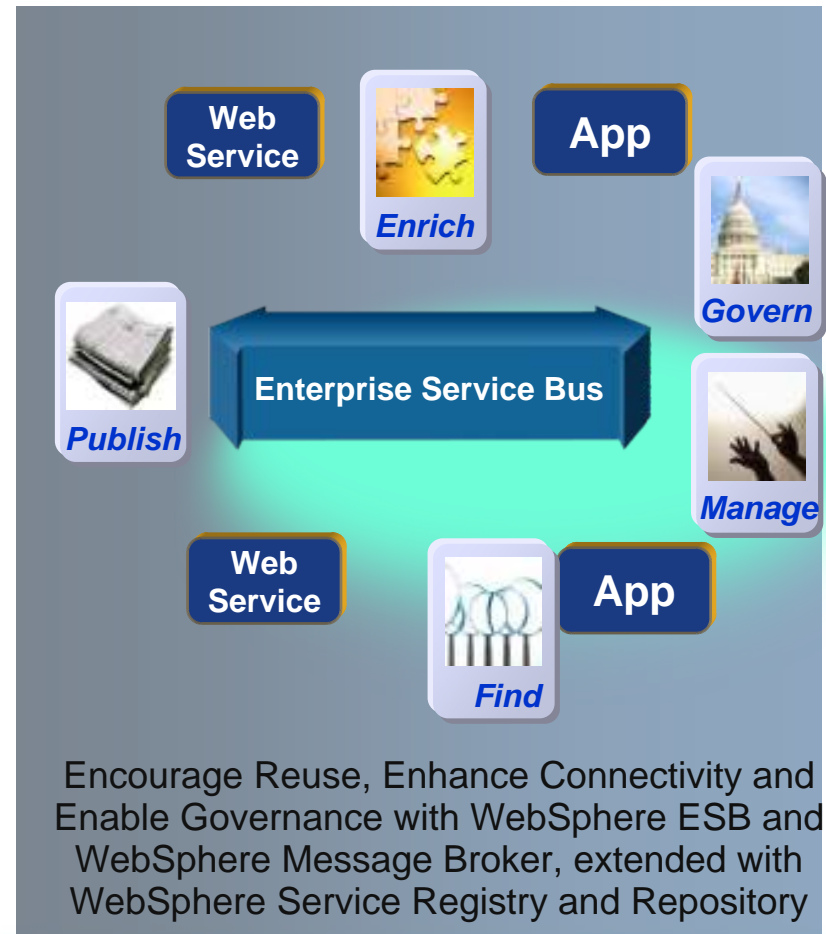 Web
Service
Enrich
App
Govern
Publish
Enterprise Service Bus
Manage
Web
Service
Find
App
Encourage Reuse, Enhance Connectivity and
Enable Governance with WebSphere ESB and
WebSphere Message Broker, extended with
WebSphere Service Registry and Repository